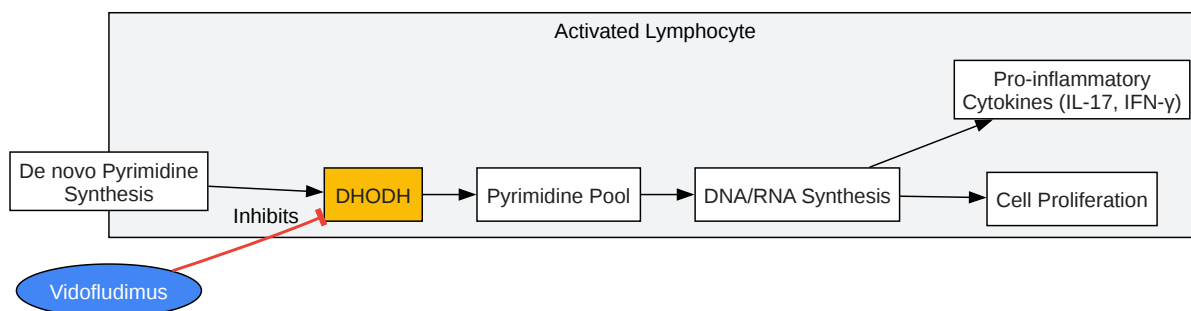 Activated Lymphocyte
Pro-inflammatory
Cytokines (IL-17, IFN-γ)
De novo Pyrimidine
Synthesis
DHODH
Pyrimidine Pool
DNA/RNA Synthesis
Cell Proliferation
Inhibits
Vidofludimus